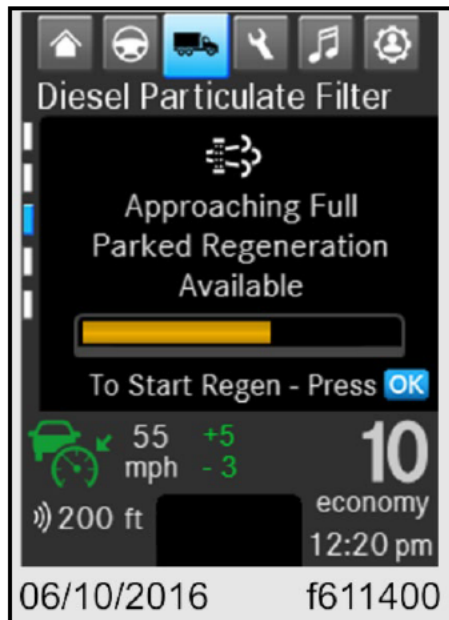 Diesel Particulate Filter
Approaching Full
Parked Regeneration
Available
To Start Regen - Press OK
55 +5
mph - 3
10
economy
200 ft
12:20 pm
06/10/2016 f611400